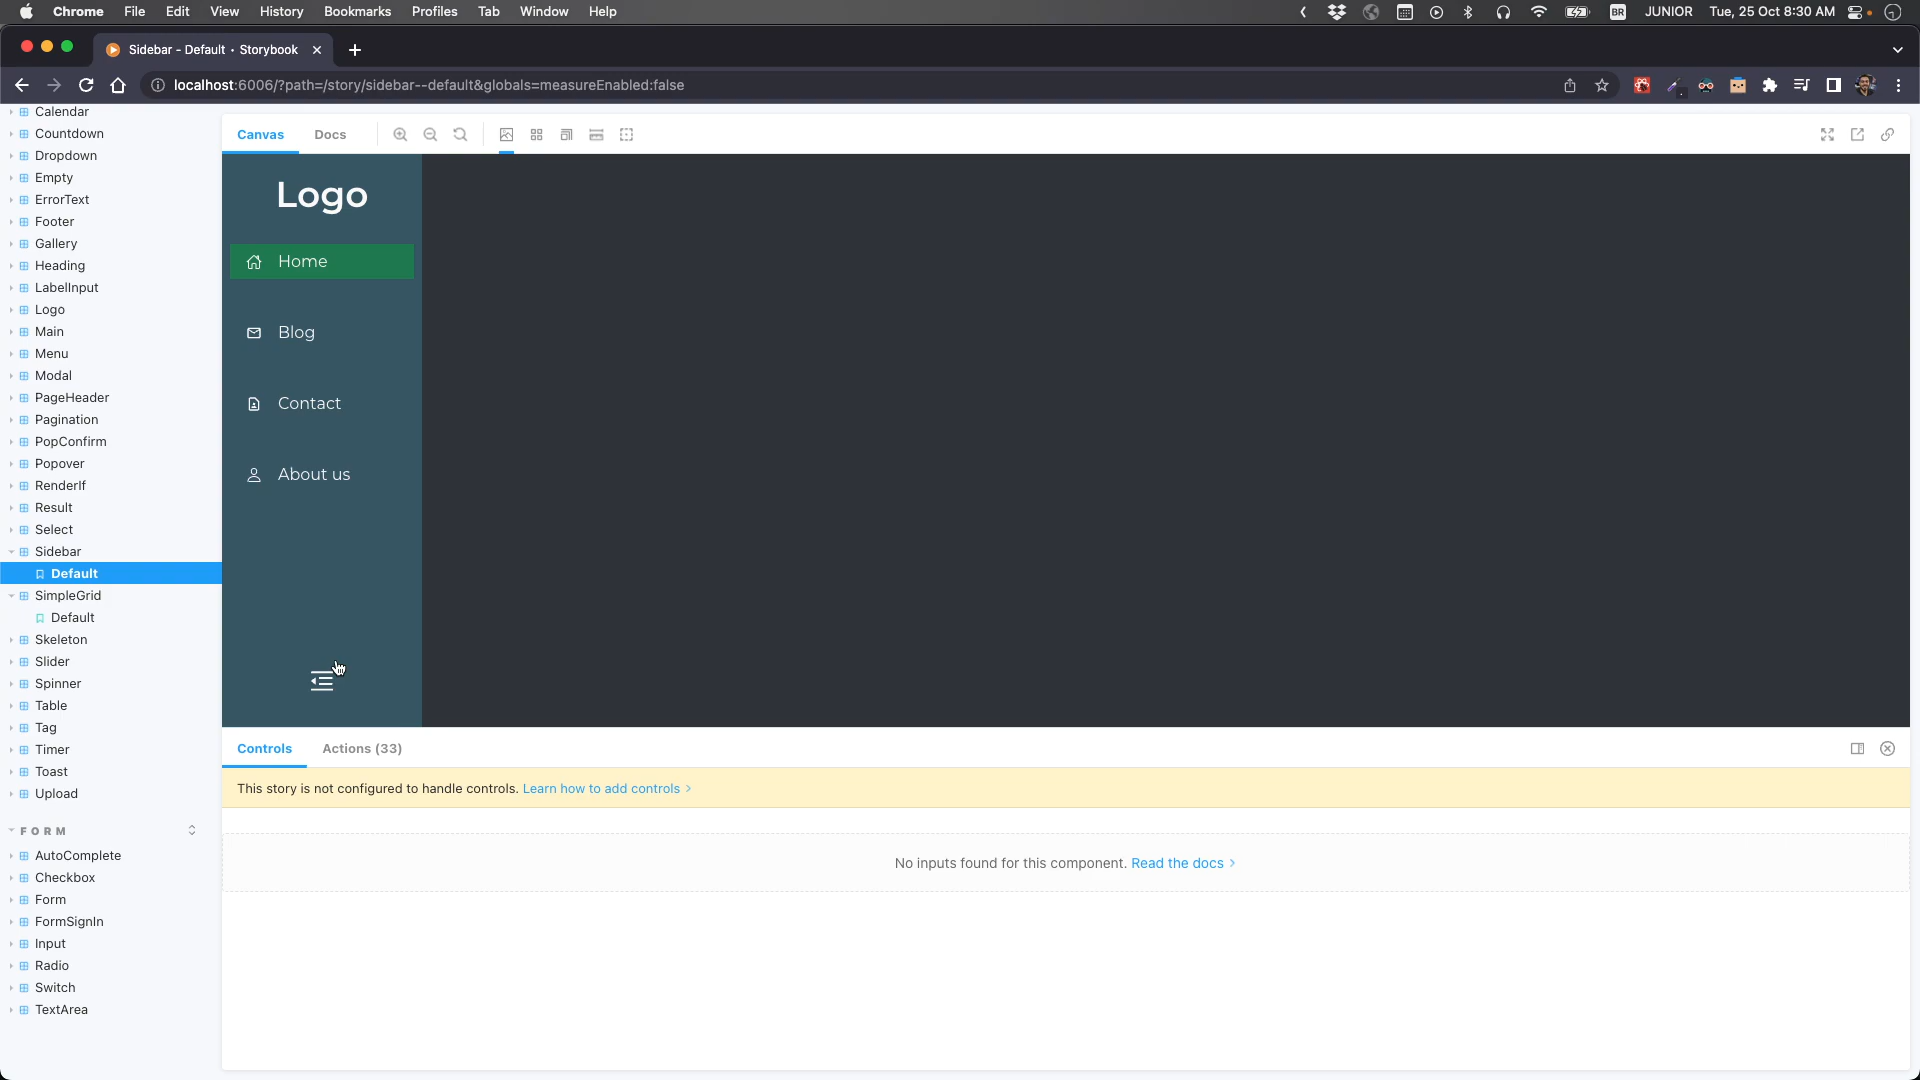 Chrome File Edit View History Bookmarks Profiles Tab Window Help BR JUNIOR Tue, 25 Oct 8:30 AM
Sidebar - Default · Storybook
localhost:6006/?path=/story/sidebar--default&globals=measureEnabled:false
Calendar
Countdown
Dropdown
Empty
ErrorText
Footer
Gallery
Heading
LabelInput
Logo
Main
Menu
Modal
PageHeader
Pagination
PopConfirm
Popover
RenderIf
Result
Select
Sidebar
Default
SimpleGrid
Default
Skeleton
Slider
Spinner
Table
Tag
Timer
Toast
Upload
FORM
AutoComplete
Checkbox
Form
FormSignIn
Input
Radio
Switch
TextArea
Canvas Docs
Logo
Home
Blog
Contact
About us
Controls Actions (33)
This story is not configured to handle controls. Learn how to add controls
No inputs found for this component. Read the docs